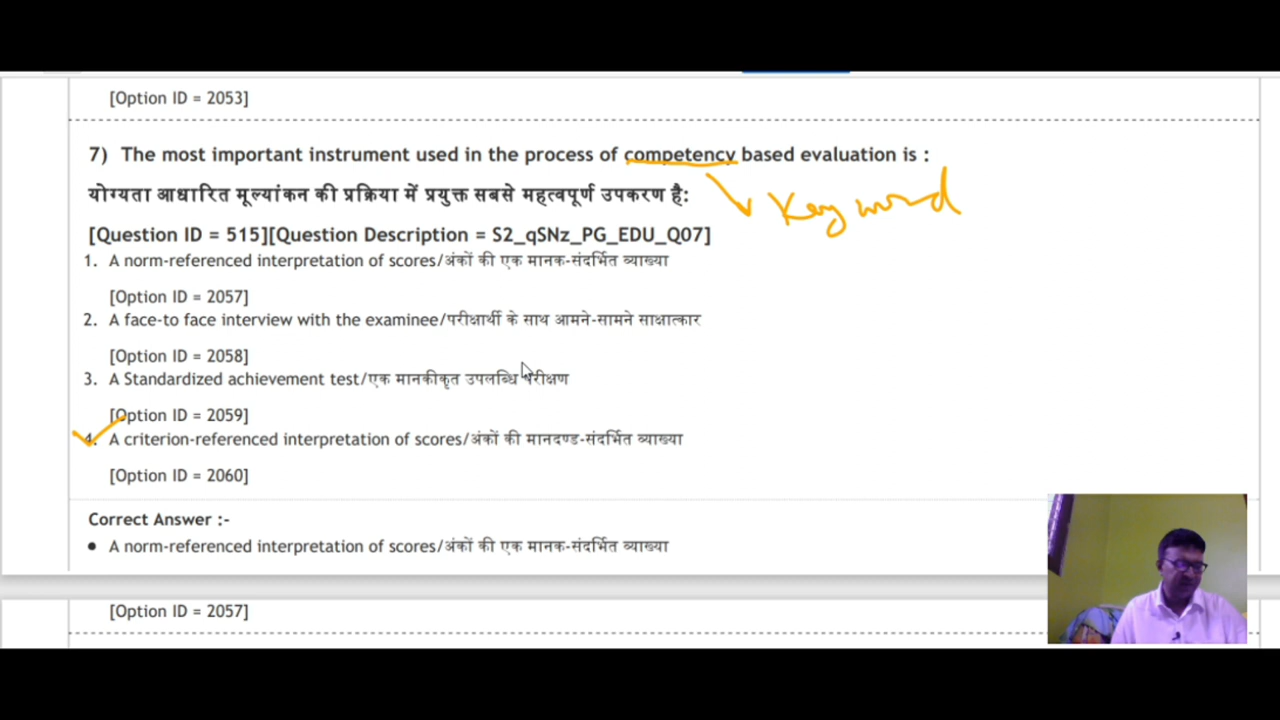 [Option ID = 2053]
7) The most important instrument used in the process of competency based evaluation is :
योग्यता आधारित मूल्यांकन की प्रक्रिया में प्रयुक्त सबसे महत्वपूर्ण उपकरण है:
Key word
[Question ID = 515][Question Description = S2_qSNz_PG_EDU_Q07]
1. A norm-referenced interpretation of scores/अंकों की एक मानक-संदर्भित व्याख्या
[Option ID = 2057]
2. A face-to face interview with the examinee/परीक्षार्थी के साथ आमने-सामने साक्षात्कार
[Option ID = 2058]
3. A Standardized achievement test/एक मानकीकृत उपलब्धि परीक्षण
[Option ID = 2059]
4. A criterion-referenced interpretation of scores/अंकों की मानदण्ड-संदर्भित व्याख्या
[Option ID = 2060]
Correct Answer :-
• A norm-referenced interpretation of scores/अंकों की एक मानक-संदर्भित व्याख्या
[Option ID = 2057]